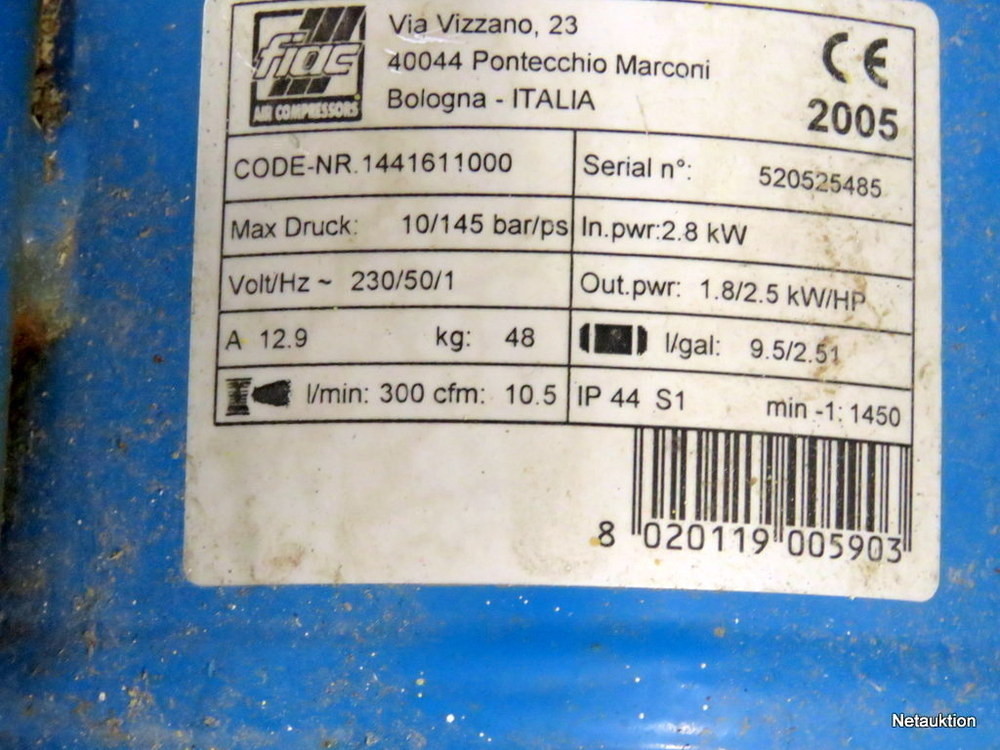 fiac
AIR COMPRESSORS
Via Vizzano, 23
40044 Pontecchio Marconi
Bologna - ITALIA
CE
2005
CODE-NR.1441611000
Serial n°: 520525485
Max Druck: 10/145 bar/ps
In.pwr:2.8 kW
Volt/Hz ~ 230/50/1
Out.pwr: 1.8/2.5 kW/HP
A 12.9 kg: 48
l/gal: 9.5/2.51
l/min: 300 cfm: 10.5
IP 44 S1 min -1: 1450
8 020119 005903
Netauktion